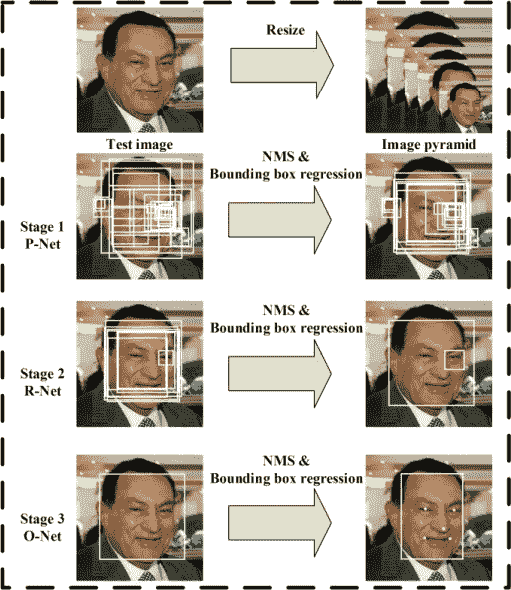 Resize
Test image
Image pyramid
NMS &
Bounding box regression
Stage 1
P-Net
NMS &
Bounding box regression
Stage 2
R-Net
NMS &
Bounding box regression
Stage 3
O-Net